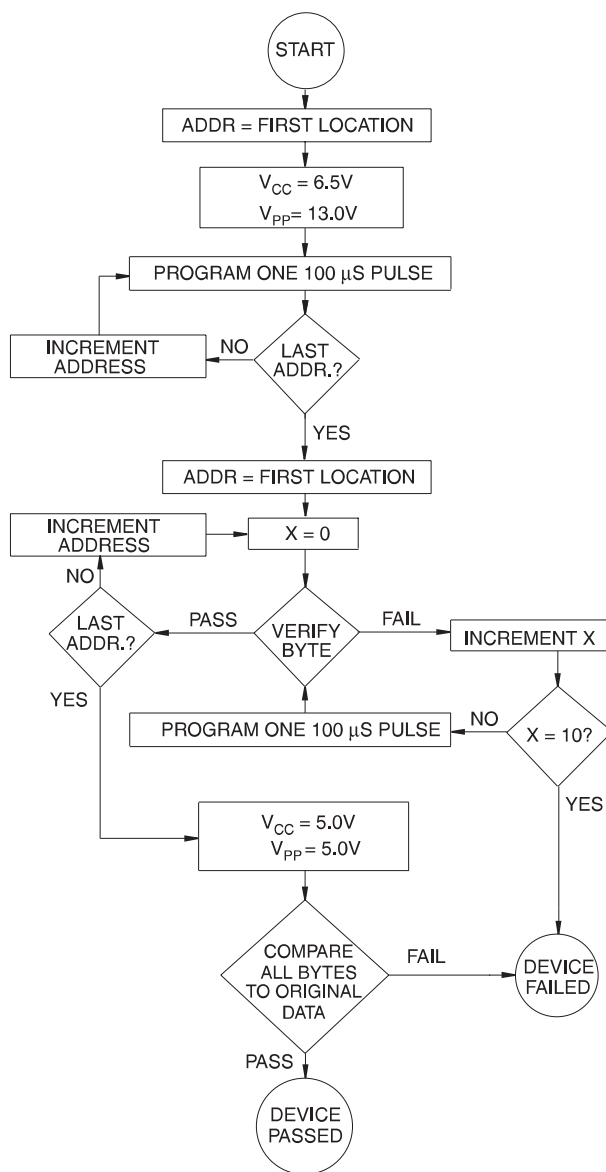 START
ADDR = FIRST LOCATION
VCC = 6.5V
VPP = 13.0V
PROGRAM ONE 100 µS PULSE
INCREMENT
ADDRESS
NO
LAST
ADDR.?
YES
ADDR = FIRST LOCATION
INCREMENT
ADDRESS
X = 0
NO
LAST
ADDR.?
PASS
VERIFY
BYTE
FAIL
INCREMENT X
YES
PROGRAM ONE 100 µS PULSE
NO
X = 10?
YES
VCC = 5.0V
VPP = 5.0V
COMPARE
ALL BYTES
TO ORIGINAL
DATA
FAIL
DEVICE
FAILED
PASS
DEVICE
PASSED